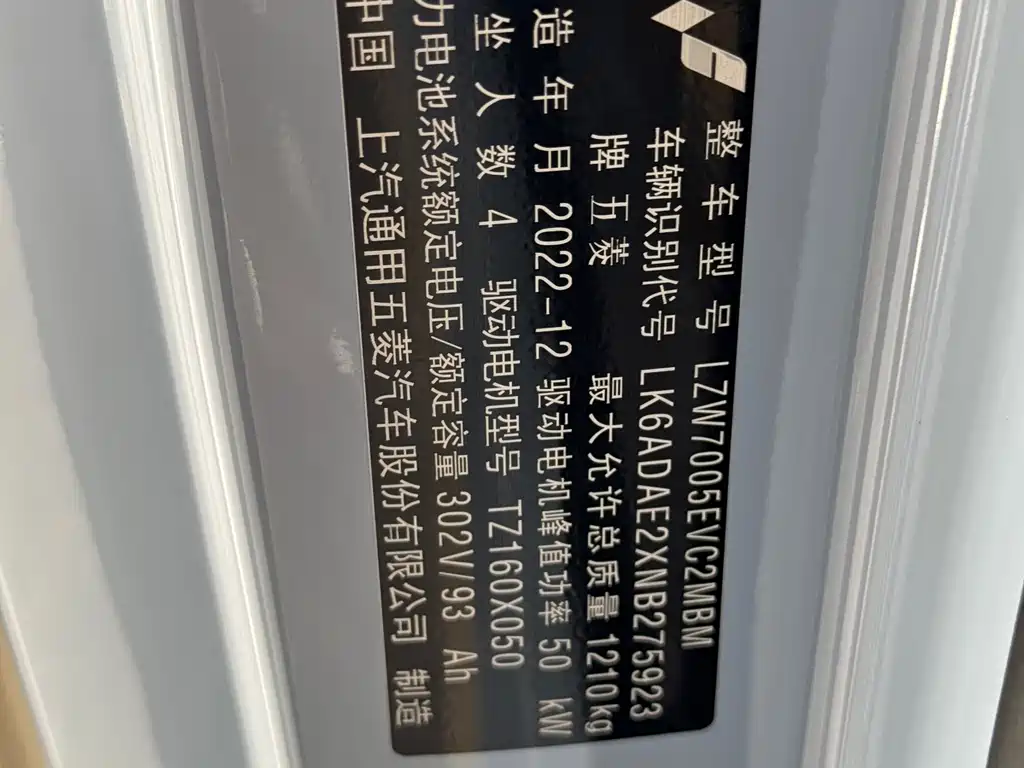 整车型号 LZW7005EVC2MBM
车辆识别代号 LK6ADAE2XNB275923
牌 五菱 最大允许总质量 1210kg
造年月 2022-12 驱动电机峰值功率 50 kW
坐人数 4 驱动电机型号 TZ160X050
力电池系统额定电压/额定容量 302V/93 Ah
中国 上汽通用五菱汽车股份有限公司 制造